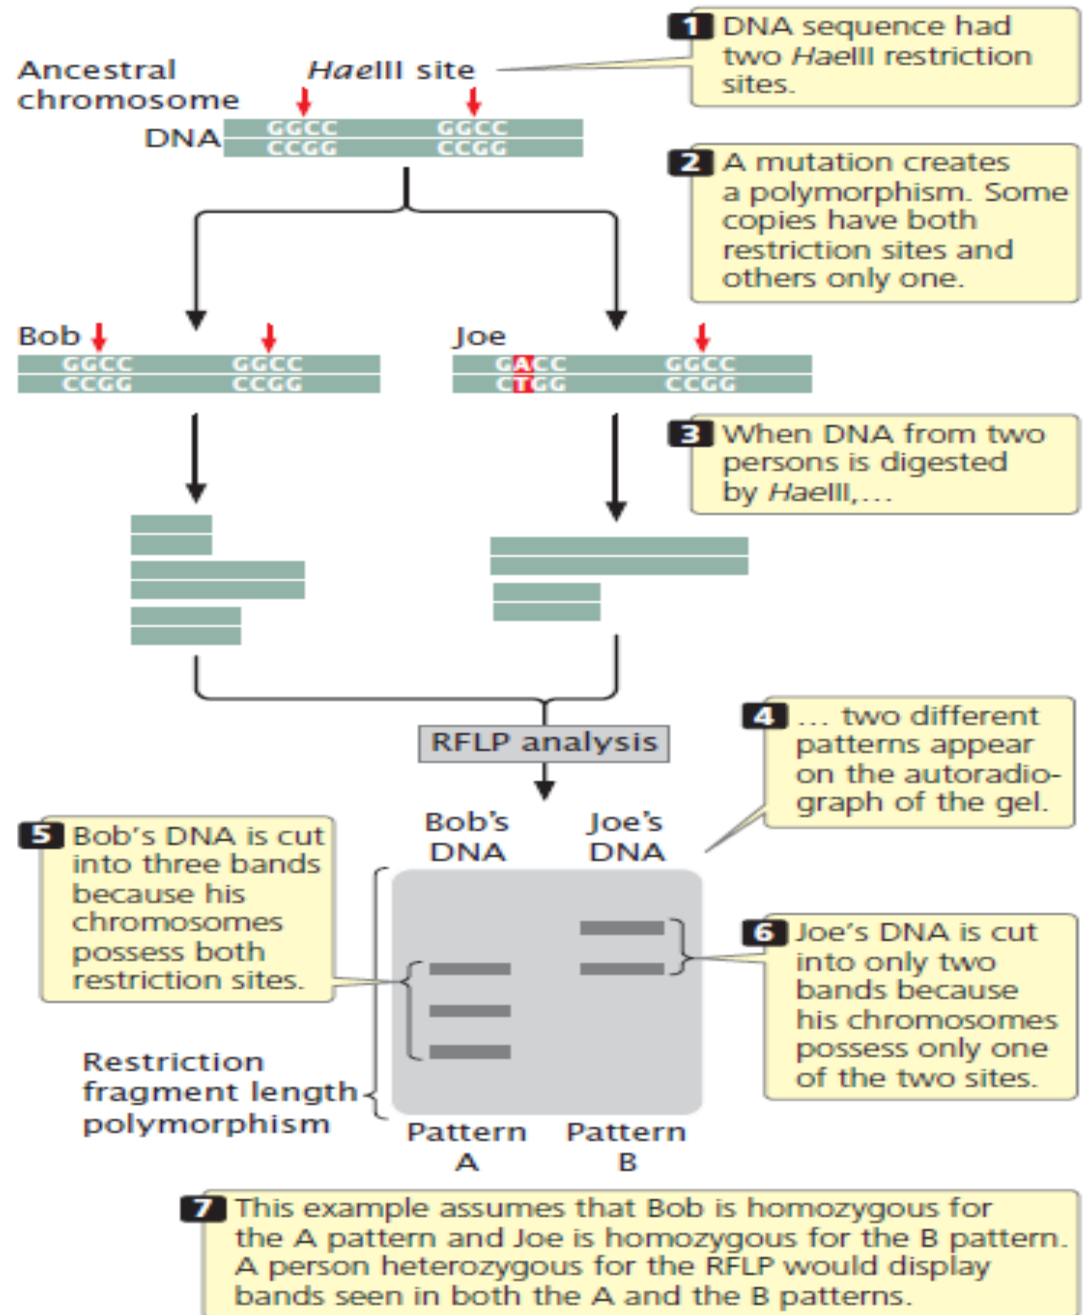 1 DNA sequence had
two HaeIII restriction
sites.
Ancestral
chromosome
HaeIII site
DNA
GGCC GGCC
CCGG CCGG
2 A mutation creates
a polymorphism. Some
copies have both
restriction sites and
others only one.
Bob
GGCC GGCC
CCGG CCGG
Joe
GACC GGCC
CTGG CCGG
3 When DNA from two
persons is digested
by HaeIII,...
RFLP analysis
4 ... two different
patterns appear
on the autoradio-
graph of the gel.
Bob's
DNA
Joe's
DNA
5 Bob's DNA is cut
into three bands
because his
chromosomes
possess both
restriction sites.
6 Joe's DNA is cut
into only two
bands because
his chromosomes
possess only one
of the two sites.
Restriction
fragment length
polymorphism
Pattern
A
Pattern
B
7 This example assumes that Bob is homozygous for
the A pattern and Joe is homozygous for the B pattern.
A person heterozygous for the RFLP would display
bands seen in both the A and the B patterns.